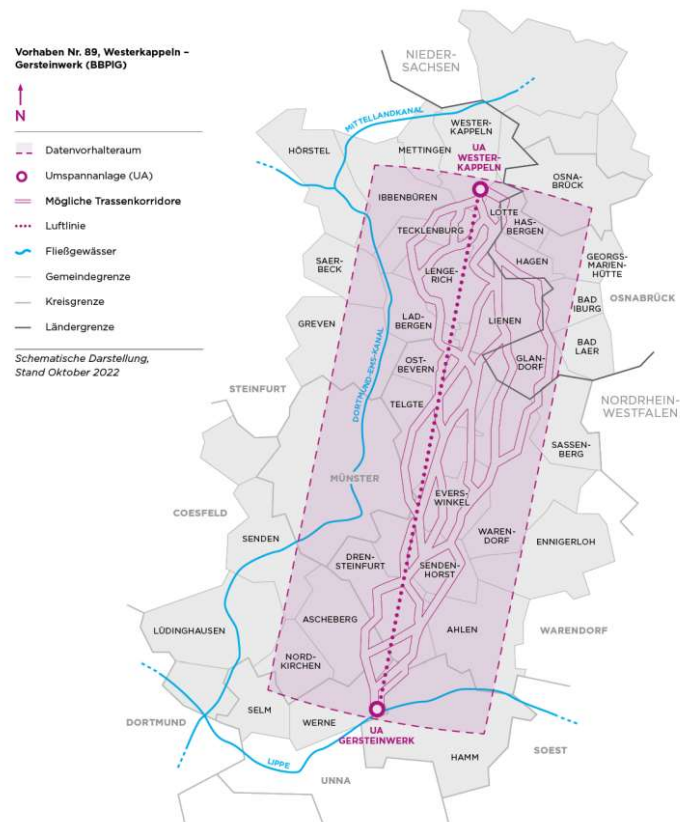 Vorhaben Nr. 89, Westerkappeln –
Gersteinwerk (BBPlG)
N
Datenvorhalteraum
Umspannanlage (UA)
Mögliche Trassenkorridore
Luftlinie
Fließgewässer
Gemeindegrenze
Kreisgrenze
Ländergrenze
Schematische Darstellung,
Stand Oktober 2022
NIEDER-
SACHSEN
MITTELLANDKANAL
WESTER-
KAPPELN
HÖRSTEL
METTINGEN
UA
WESTER-
KAPPELN
OSNA-
BRÜCK
IBBENBÜREN
LOTTE
HAS-
BERGEN
TECKLENBURG
HAGEN
GEORGS-
MARIEN-
HÜTTE
SAER-
BECK
LENGE-
RICH
BAD
IBURG
OSNABRÜCK
GREVEN
LAD-
BERGEN
LIENEN
BAD
LAER
OST-
BEVERN
GLAN-
DORF
DORTMUND-EMS-KANAL
STEINFURT
TELGTE
NORDRHEIN-
WESTFALEN
SASSEN-
BERG
MÜNSTER
EVERS-
WINKEL
COESFELD
SENDEN
WAREN-
DORF
ENNIGERLOH
DREN-
STEINFURT
SENDEN-
HORST
LÜDINGHAUSEN
ASCHEBERG
AHLEN
WARENDORF
NORD-
KIRCHEN
DORTMUND
SELM
WERNE
UA
GERSTEINWERK
SOEST
HAMM
LIPPE
UNNA